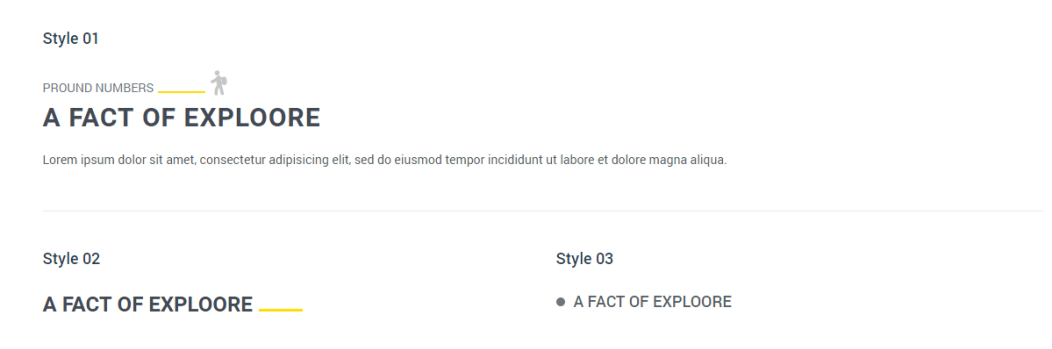 Style 01
PROUND NUMBERS
A FACT OF EXPLOORE
Lorem ipsum dolor sit amet, consectetur adipisicing elit, sed do eiusmod tempor incididunt ut labore et dolore magna aliqua.
Style 02
A FACT OF EXPLOORE
Style 03
A FACT OF EXPLOORE